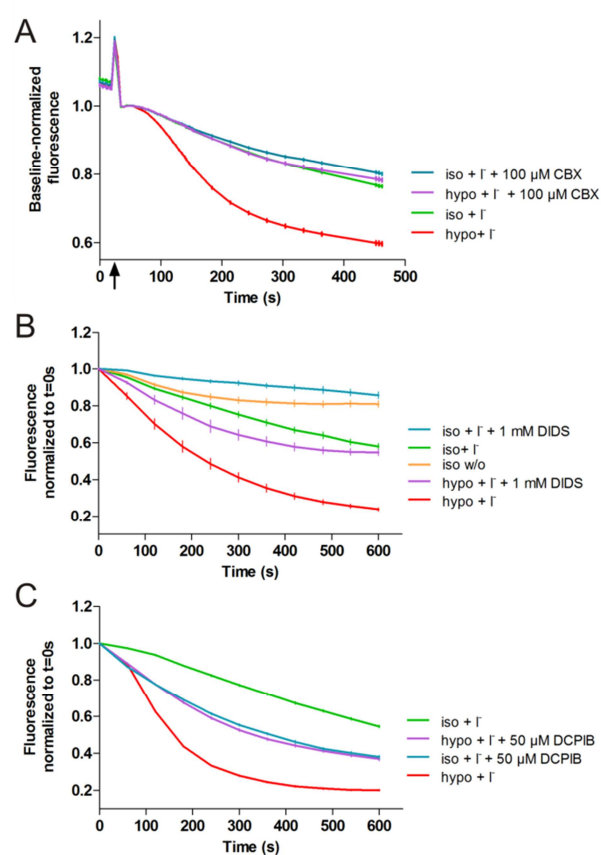 A
Baseline-normalized
fluorescence
1.2
1.0
0.8
0.6
0 100 200 300 400 500
Time (s)
iso + I⁻ + 100 µM CBX
hypo + I⁻ + 100 µM CBX
iso + I⁻
hypo+ I⁻
B
Fluorescence
normalized to t=0s
1.2
1.0
0.8
0.6
0.4
0.2
0 100 200 300 400 500 600
Time (s)
iso + I⁻ + 1 mM DIDS
iso+ I⁻
iso w/o
hypo + I⁻ + 1 mM DIDS
hypo + I⁻
C
Fluorescence
normalized to t=0s
1.2
1.0
0.8
0.6
0.4
0.2
0 100 200 300 400 500 600
Time (s)
iso + I⁻
hypo + I⁻ + 50 µM DCPIB
iso + I⁻ + 50 µM DCPIB
hypo + I⁻